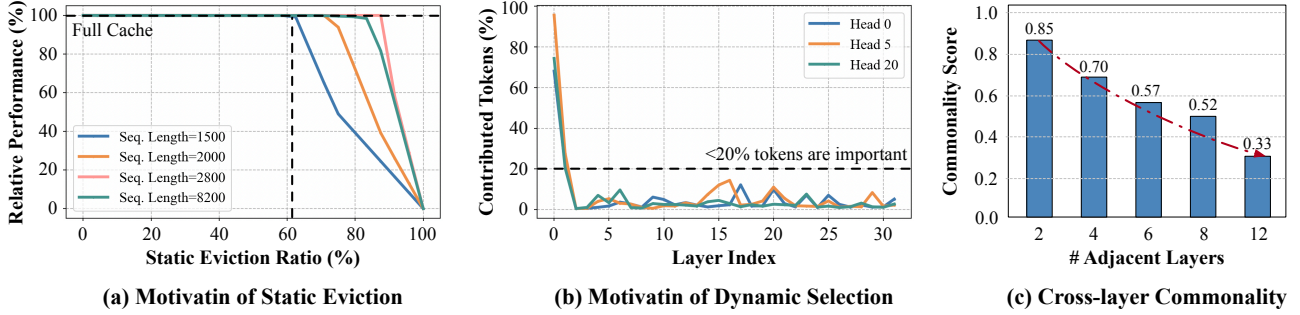 Relative Performance (%)
100
80
60
40
20
0
Full Cache
Seq. Length=1500
Seq. Length=2000
Seq. Length=2800
Seq. Length=8200
0 20 40 60 80 100
Static Eviction Ratio (%)
(a) Motivatin of Static Eviction
Contributed Tokens (%)
100
80
60
40
20
0
Head 0
Head 5
Head 20
<20% tokens are important
0 5 10 15 20 25 30
Layer Index
(b) Motivatin of Dynamic Selection
Commonality Score
1.0
0.8
0.6
0.4
0.2
0.0
0.85
0.70
0.57
0.52
0.33
2 4 6 8 12
# Adjacent Layers
(c) Cross-layer Commonality